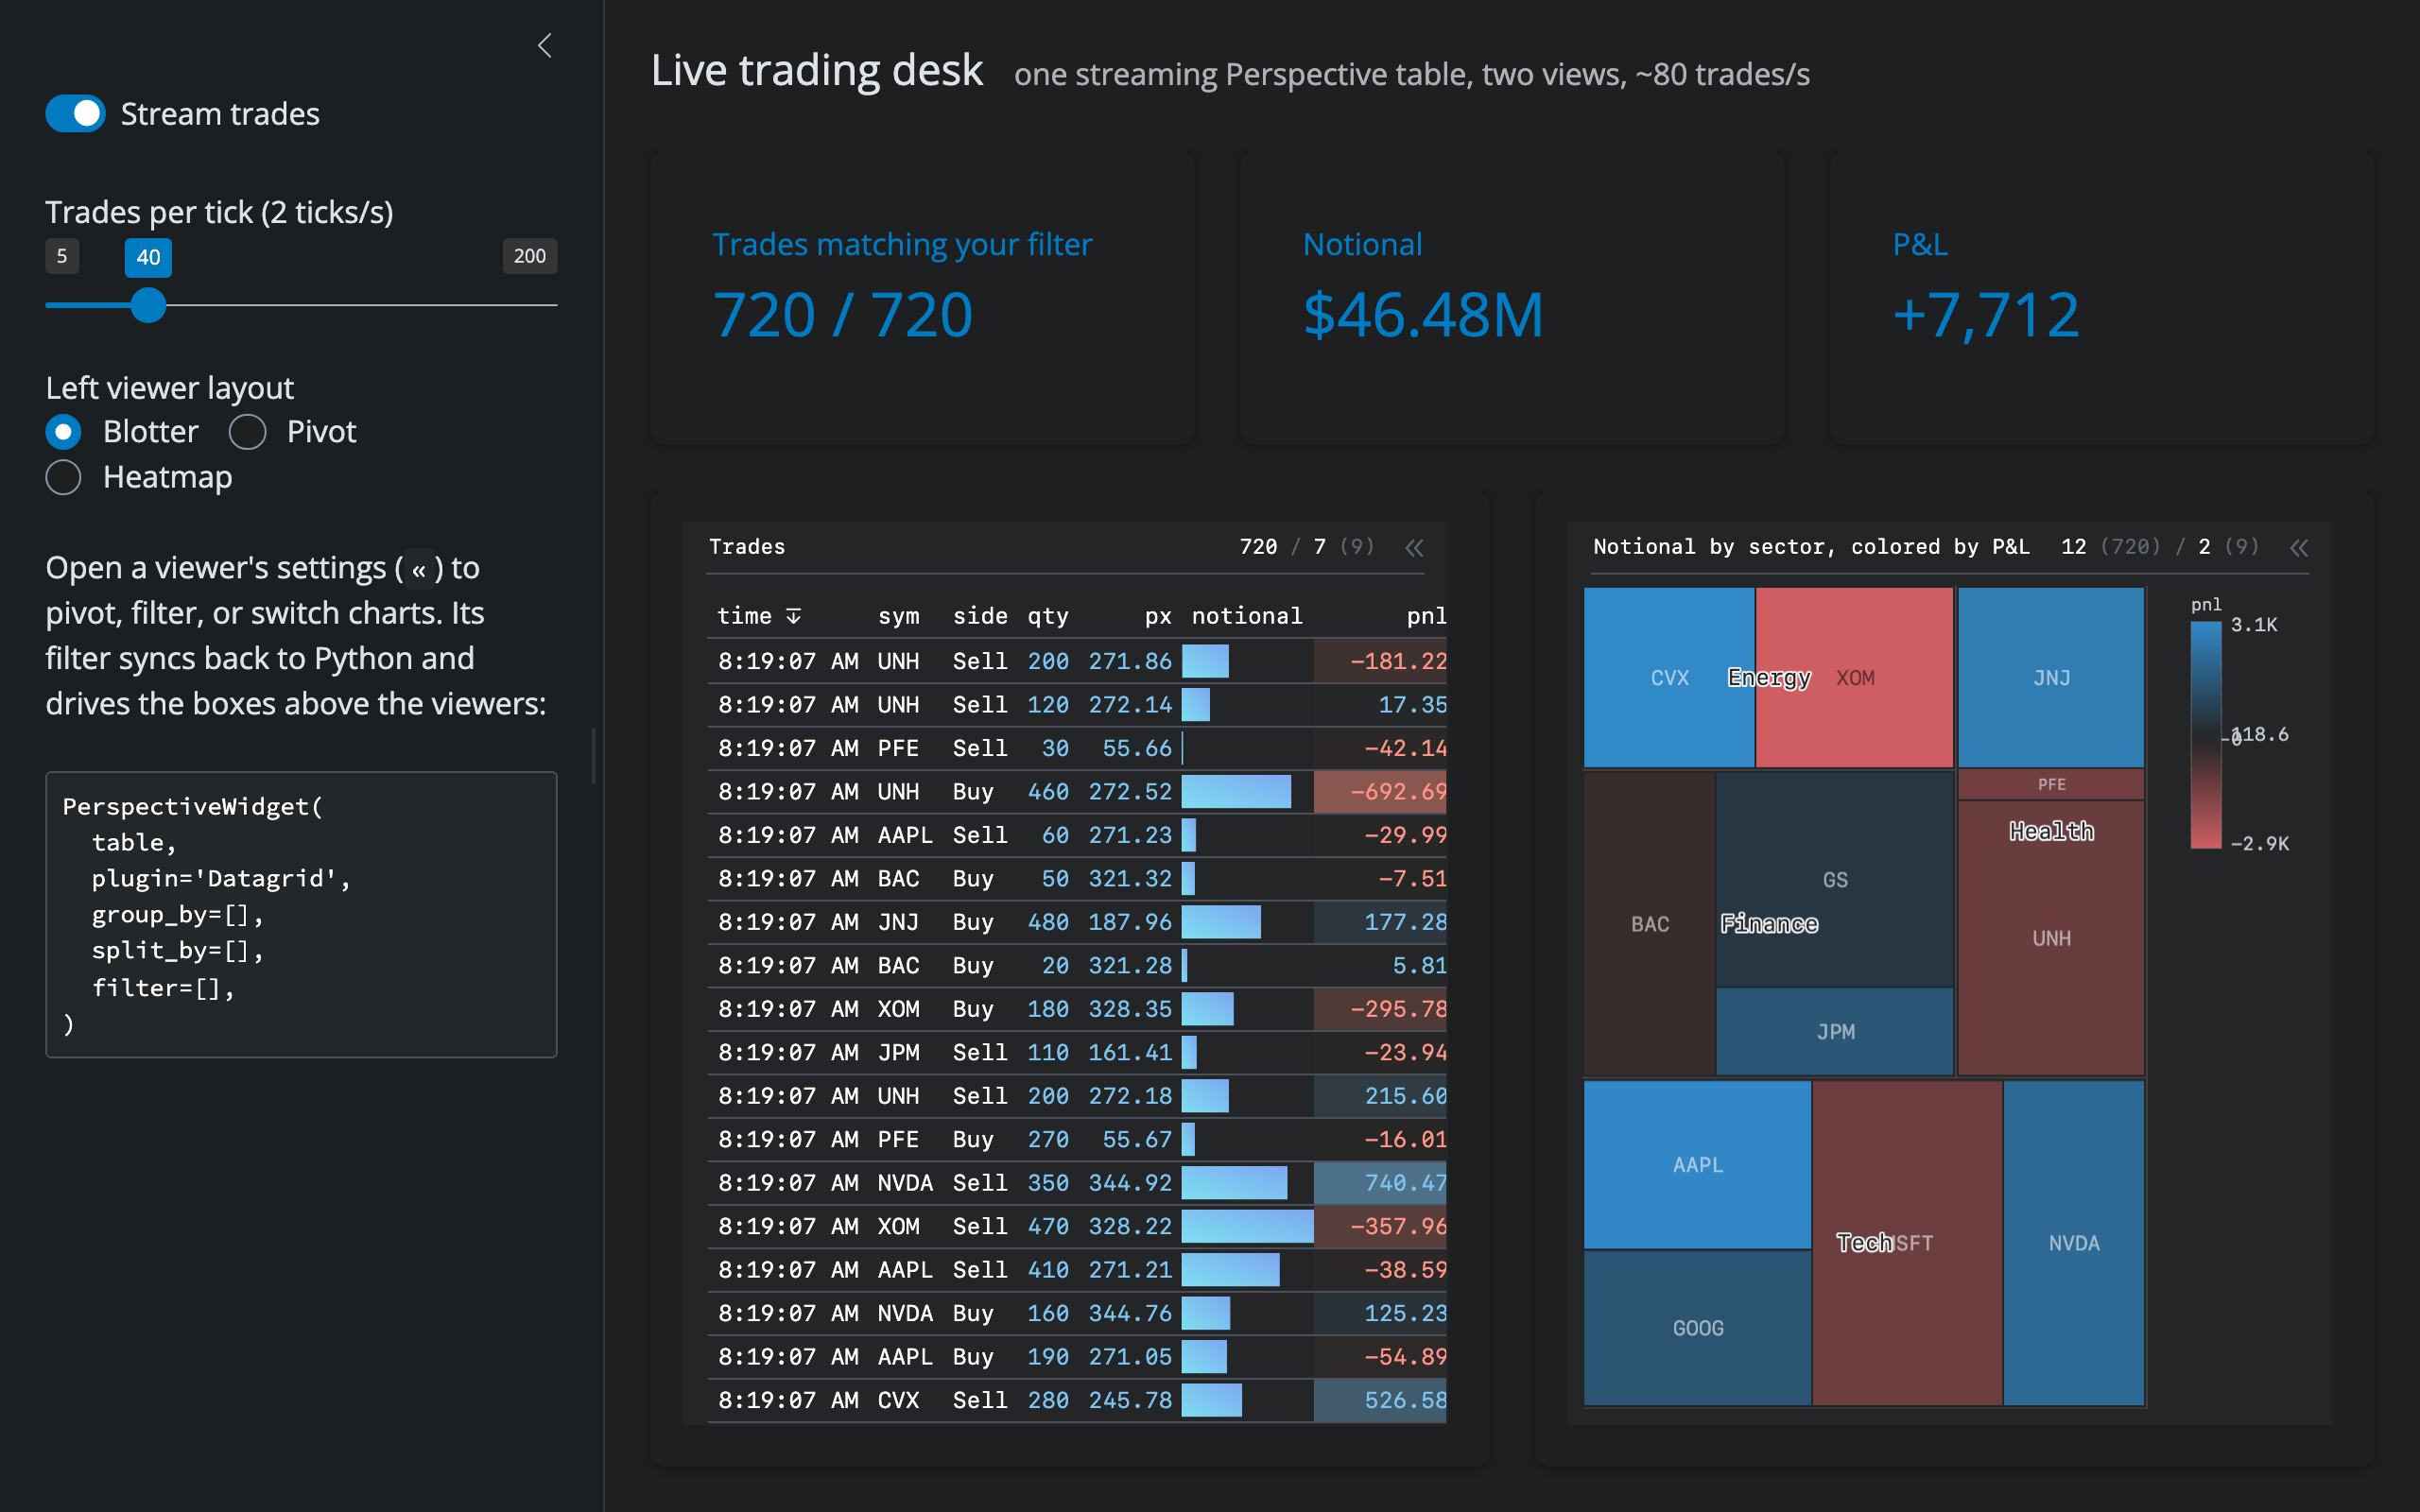 Stream trades
Trades per tick (2 ticks/s)
5 40 200
Left viewer layout
Blotter Pivot
Heatmap
Open a viewer's settings ( « ) to
pivot, filter, or switch charts. Its
filter syncs back to Python and
drives the boxes above the viewers:
PerspectiveWidget(
table,
plugin='Datagrid',
group_by=[],
split_by=[],
filter=[],
)
Live trading desk one streaming Perspective table, two views, ~80 trades/s
Trades matching your filter
720 / 720
Notional
$46.48M
P&L
+7,712
Trades 720 / 7 (9) «
time sym side qty px notional pnl
8:19:07 AM UNH Sell 200 271.86 −181.22
8:19:07 AM UNH Sell 120 272.14 17.35
8:19:07 AM PFE Sell 30 55.66 −42.14
8:19:07 AM UNH Buy 460 272.52 −692.69
8:19:07 AM AAPL Sell 60 271.23 −29.99
8:19:07 AM BAC Buy 50 321.32 −7.51
8:19:07 AM JNJ Buy 480 187.96 177.28
8:19:07 AM BAC Buy 20 321.28 5.81
8:19:07 AM XOM Buy 180 328.35 −295.78
8:19:07 AM JPM Sell 110 161.41 −23.94
8:19:07 AM UNH Sell 200 272.18 215.60
8:19:07 AM PFE Buy 270 55.67 −16.01
8:19:07 AM NVDA Sell 350 344.92 740.47
8:19:07 AM XOM Sell 470 328.22 −357.96
8:19:07 AM AAPL Sell 410 271.21 −38.59
8:19:07 AM NVDA Buy 160 344.76 125.23
8:19:07 AM AAPL Buy 190 271.05 −54.89
8:19:07 AM CVX Sell 280 245.78 526.58
Notional by sector, colored by P&L 12 (720) / 2 (9) «
CVX Energy XOM JNJ
PFE
Health
GS
BAC Finance UNH
JPM
AAPL
Tech NVDA
GOOG
pnl
3.1K
−2.9K